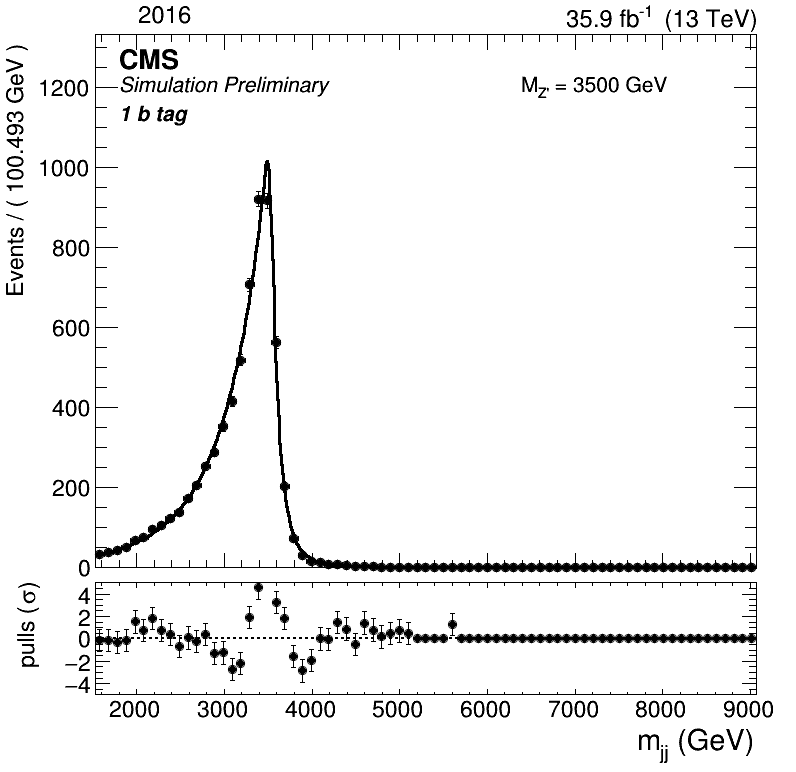 2016
35.9 fb⁻¹ (13 TeV)
CMS
Simulation Preliminary
M_Z' = 3500 GeV
1 b tag
Events / ( 100.493 GeV )
1200
1000
800
600
400
200
0
pulls (σ)
4
2
0
−2
−4
2000 3000 4000 5000 6000 7000 8000 9000
m_jj (GeV)